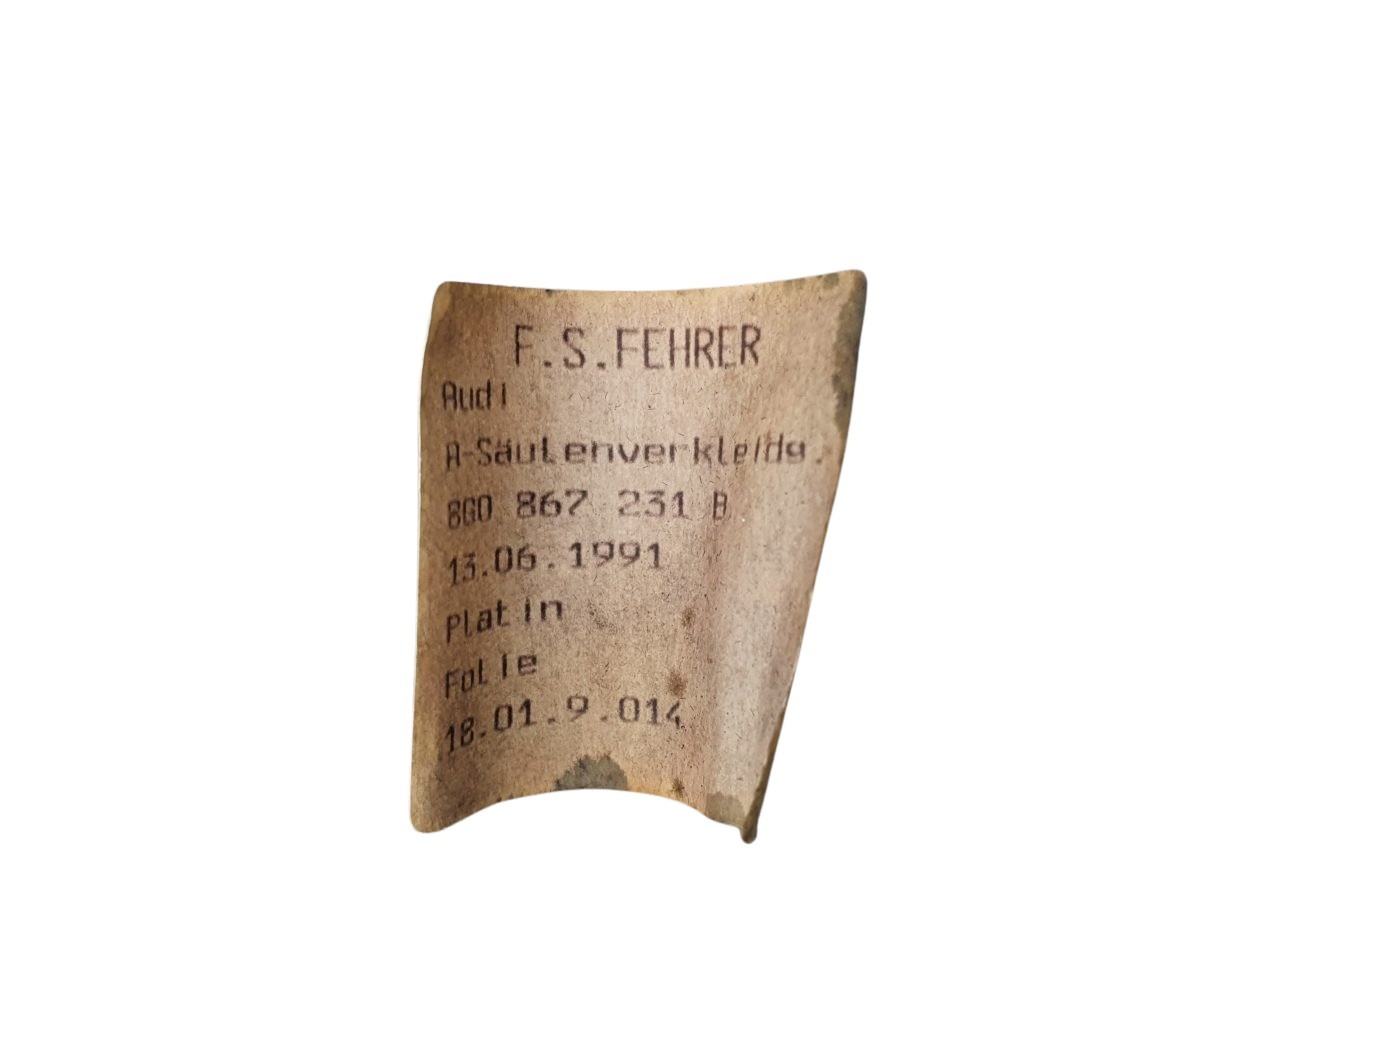 F.S.FEHRER
Audi
A-Säulenverkleidg.
8G0 867 231 B
13.06.1991
Platin
Folie
18.01.9.014